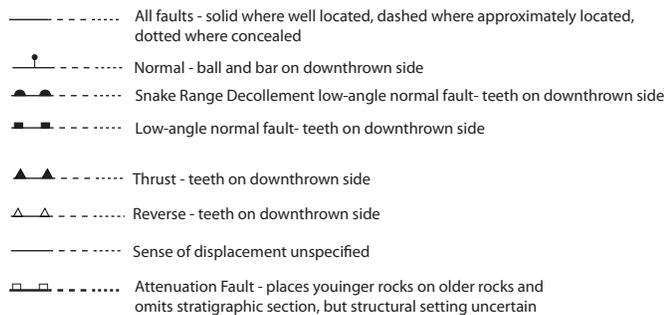 All faults - solid where well located, dashed where approximately located,
dotted where concealed
Normal - ball and bar on downthrown side
Snake Range Decollement low-angle normal fault- teeth on downthrown side
Low-angle normal fault- teeth on downthrown side
Thrust - teeth on downthrown side
Reverse - teeth on downthrown side
Sense of displacement unspecified
Attenuation Fault - places youinger rocks on older rocks and
omits stratigraphic section, but structural setting uncertain